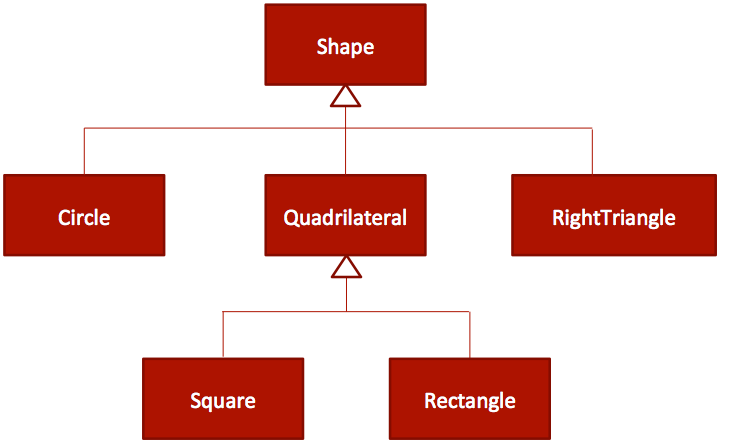 Shape
Circle
Quadrilateral
RightTriangle
Square
Rectangle